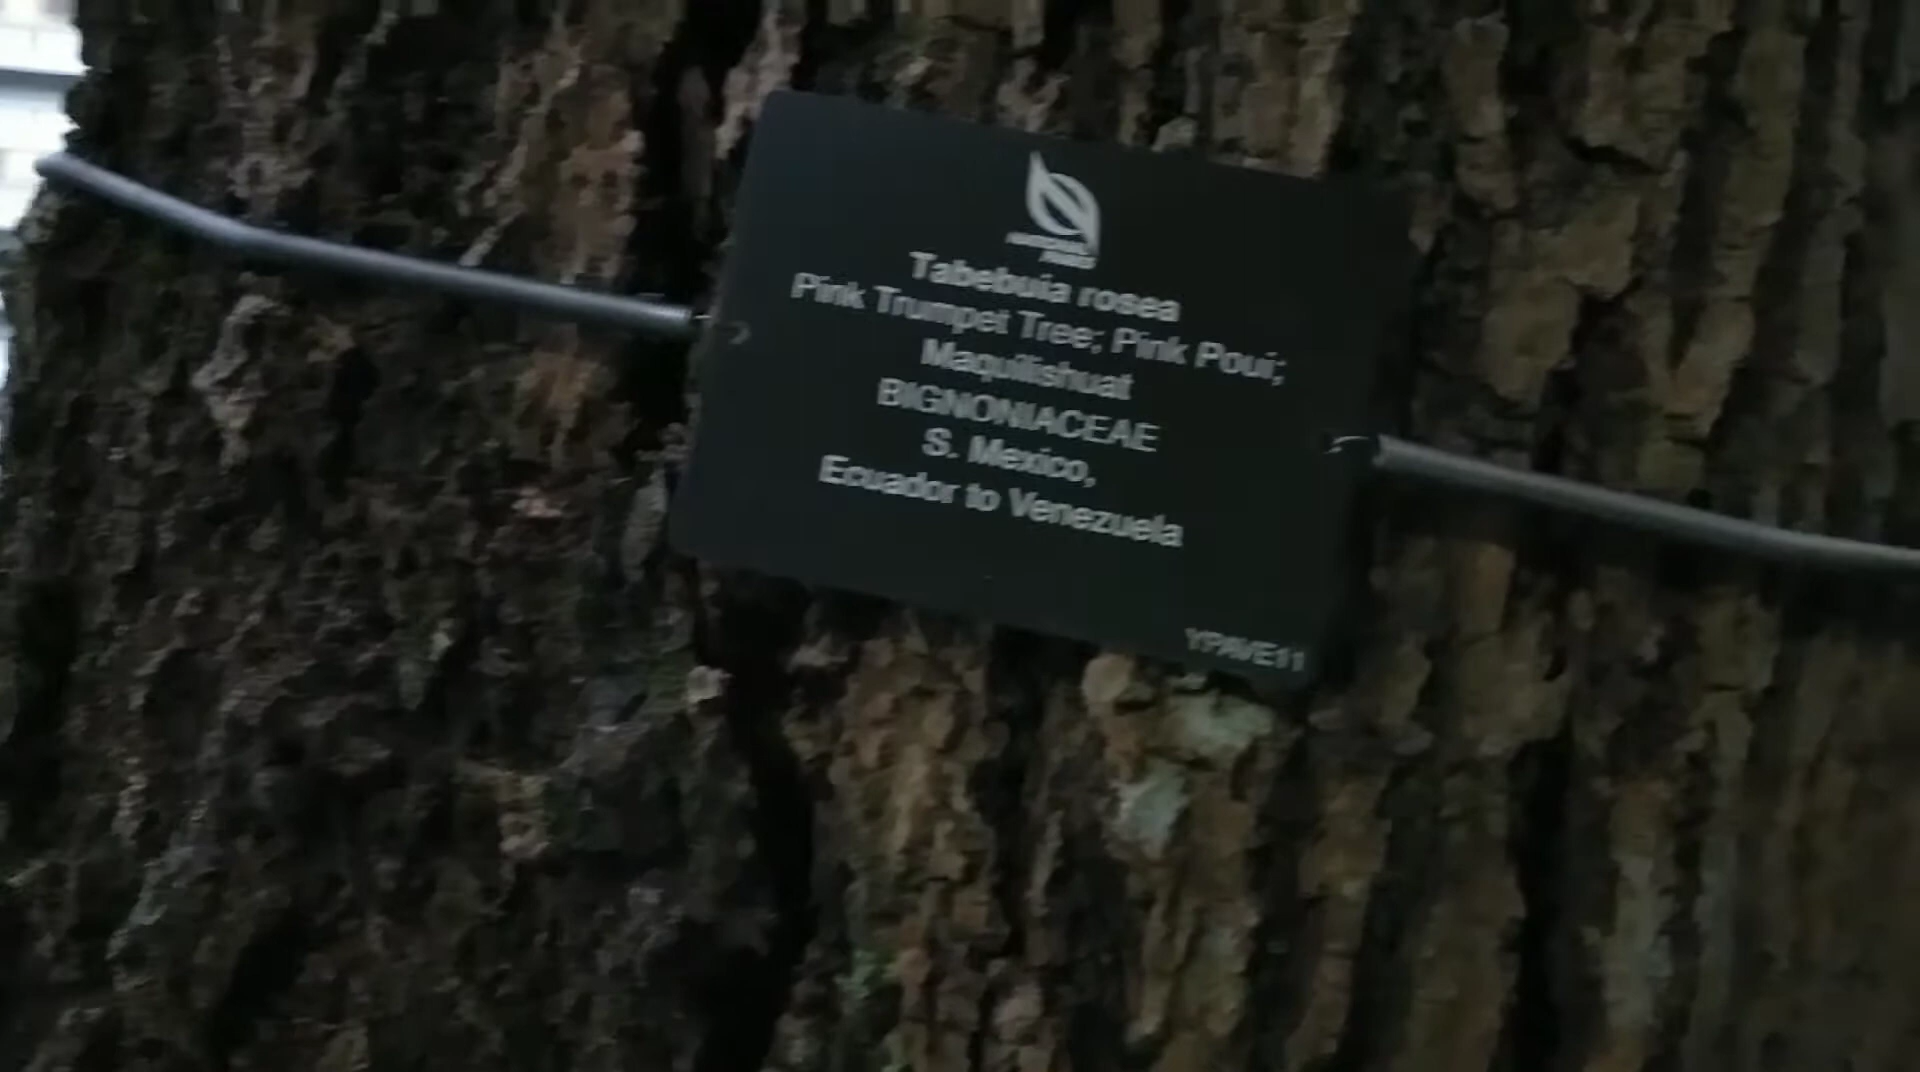 Tabebuia rosea
Pink Trumpet Tree; Pink Poui;
Maquilishuat
BIGNONIACEAE
S. Mexico,
Ecuador to Venezuela
YPAVE11